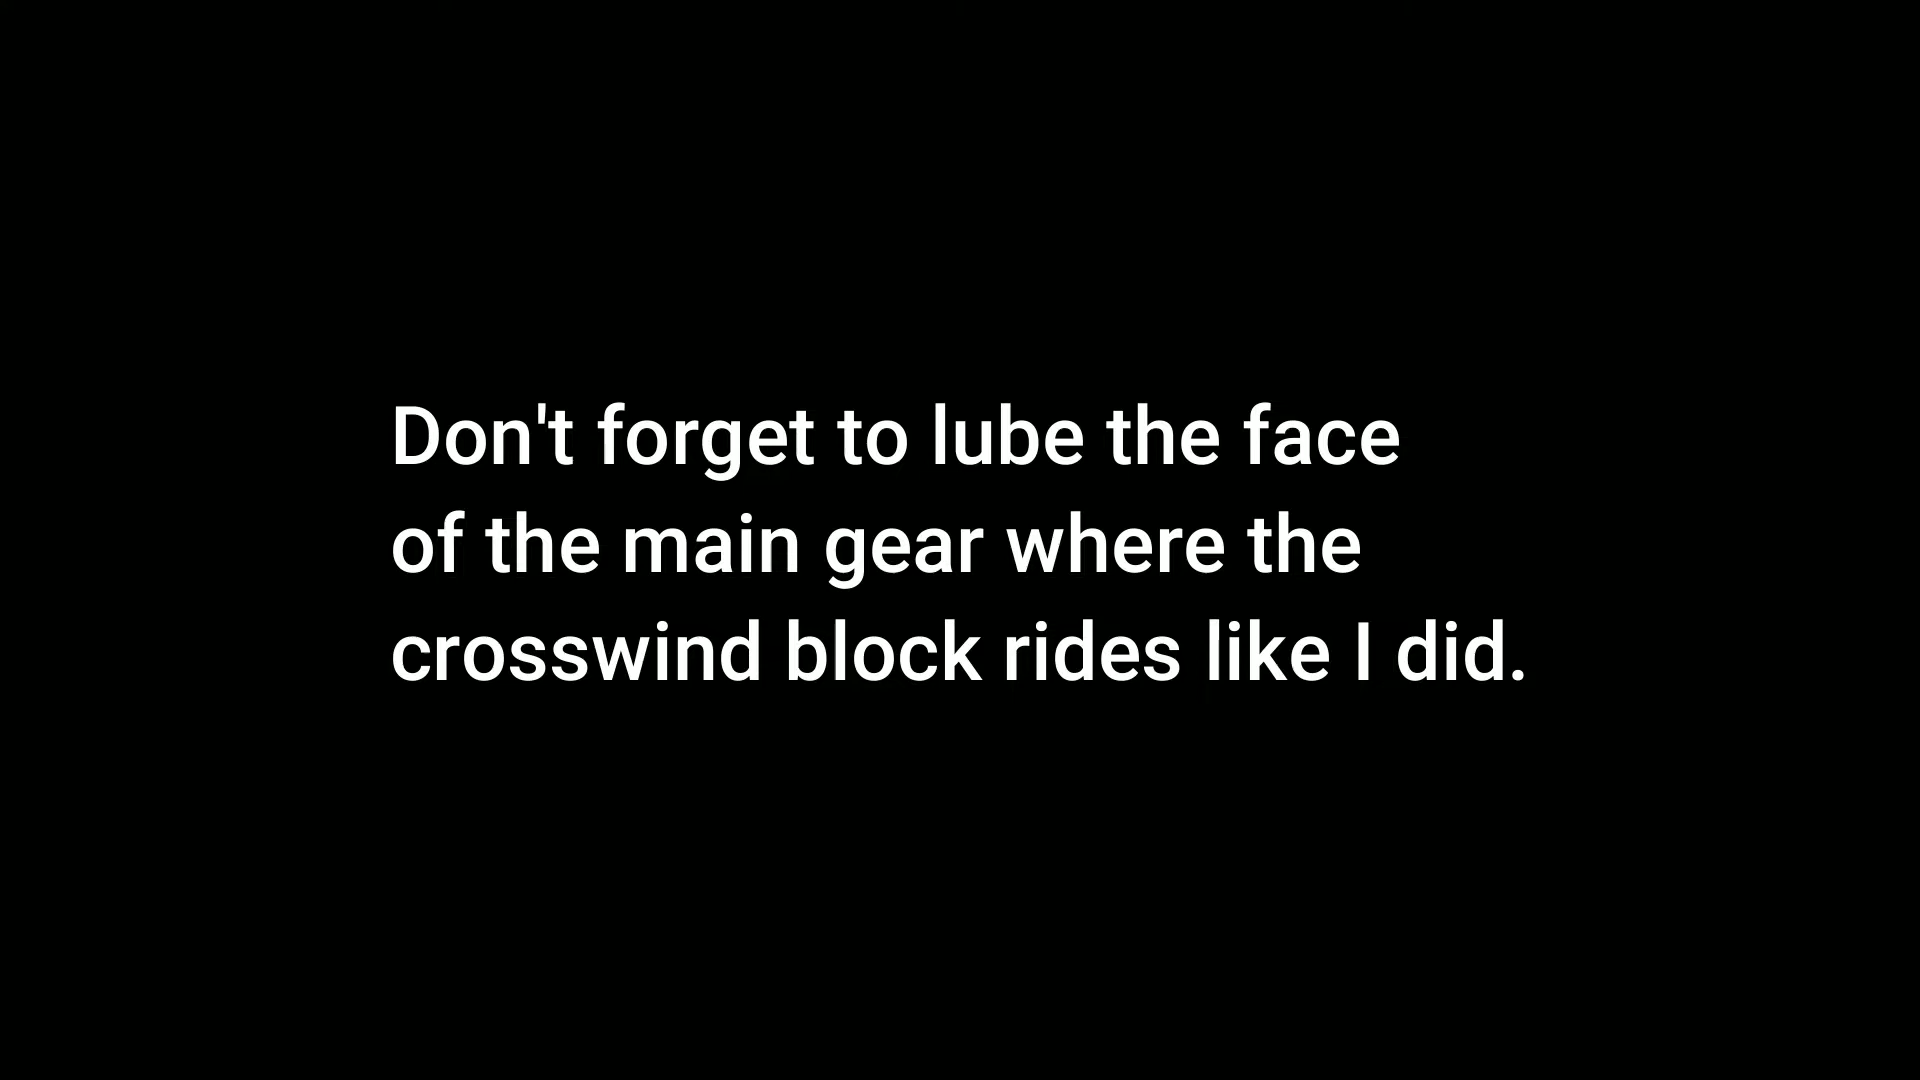 Don't forget to lube the face
of the main gear where the
crosswind block rides like I did.